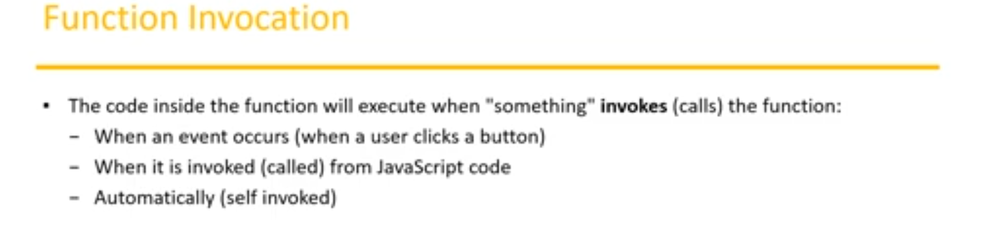 Function Invocation
• The code inside the function will execute when "something" invokes (calls) the function:
– When an event occurs (when a user clicks a button)
– When it is invoked (called) from JavaScript code
– Automatically (self invoked)